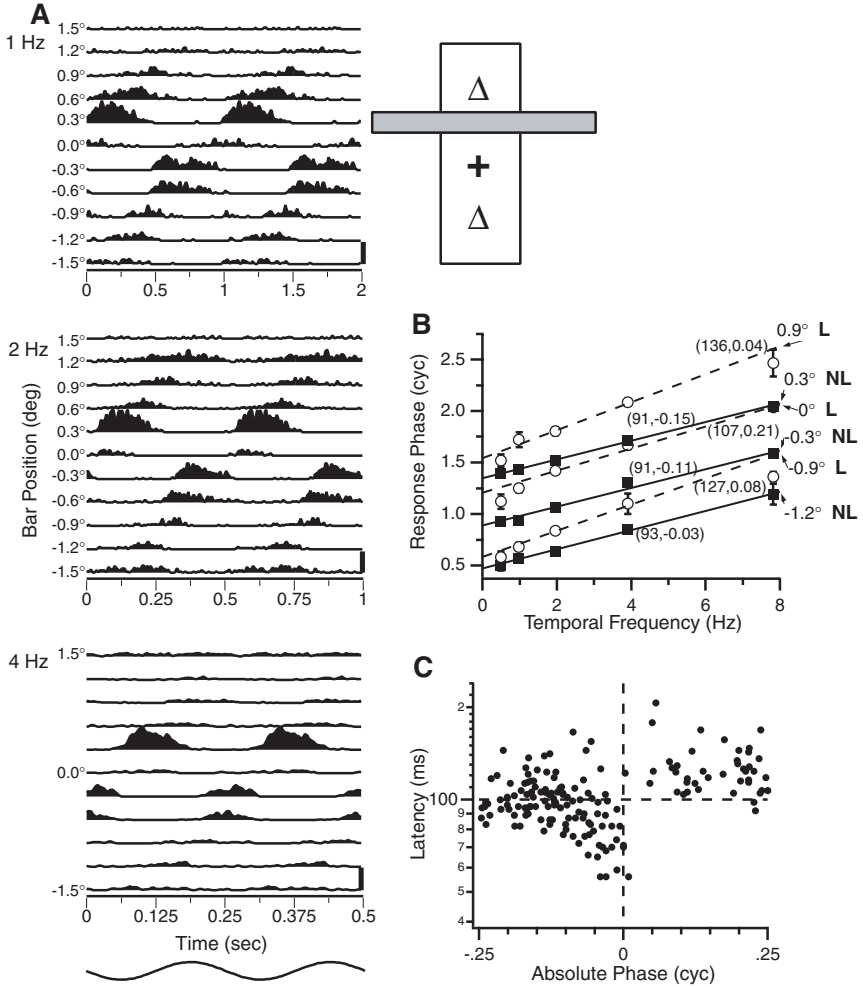 A
1 Hz
1.5°
1.2°
0.9°
0.6°
0.3°
0.0°
-0.3°
-0.6°
-0.9°
-1.2°
-1.5°
0 0.5 1 1.5 2
Δ
+
Δ
2 Hz
1.5°
1.2°
0.9°
0.6°
0.3°
0.0°
-0.3°
-0.6°
-0.9°
-1.2°
-1.5°
0 0.25 0.5 0.75 1
Bar Position (deg)
4 Hz
1.5°
0.0°
-1.5°
0 0.125 0.25 0.375 0.5
Time (sec)
B
Response Phase (cyc)
2.5
2.0
1.5
1.0
0.5
0 2 4 6 8
Temporal Frequency (Hz)
(136,0.04)
(91,-0.15)
(107,0.21)
(91,-0.11)
(127,0.08)
(93,-0.03)
0.9° L
0.3° NL
0° L
-0.3° NL
-0.9° L
-1.2° NL
C
Latency (ms)
2
100
9
8
7
6
5
4
-.25 0 .25
Absolute Phase (cyc)